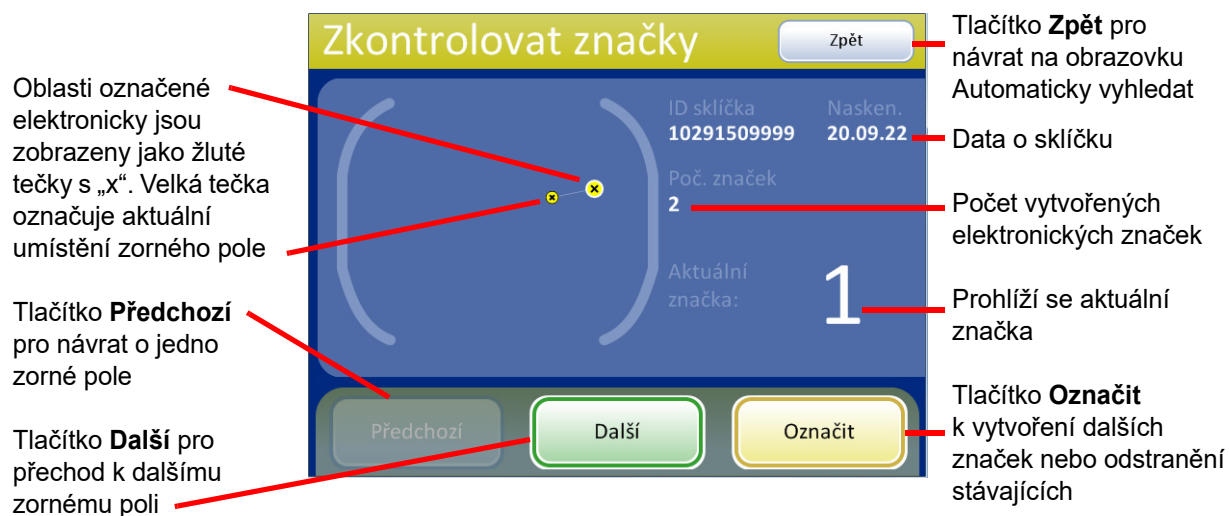 Oblasti označené
elektronicky jsou
zobrazeny jako žluté
tečky s „x“. Velká tečka
označuje aktuální
umístění zorného pole
Tlačítko Předchozí
pro návrat o jedno
zorné pole
Tlačítko Další pro
přechod k dalšímu
zornému poli
Zkontrolovat značky
Zpět
ID sklíčka
Nasken.
10291509999
20.09.22
Poč. značek
2
Aktuální
značka:
1
Předchozí
Další
Označit
Tlačítko Zpět pro
návrat na obrazovku
Automaticky vyhledat
Data o sklíčku
Počet vytvořených
elektronických značek
Prohlíží se aktuální
značka
Tlačítko Označit
k vytvoření dalších
značek nebo odstranění
stávajících